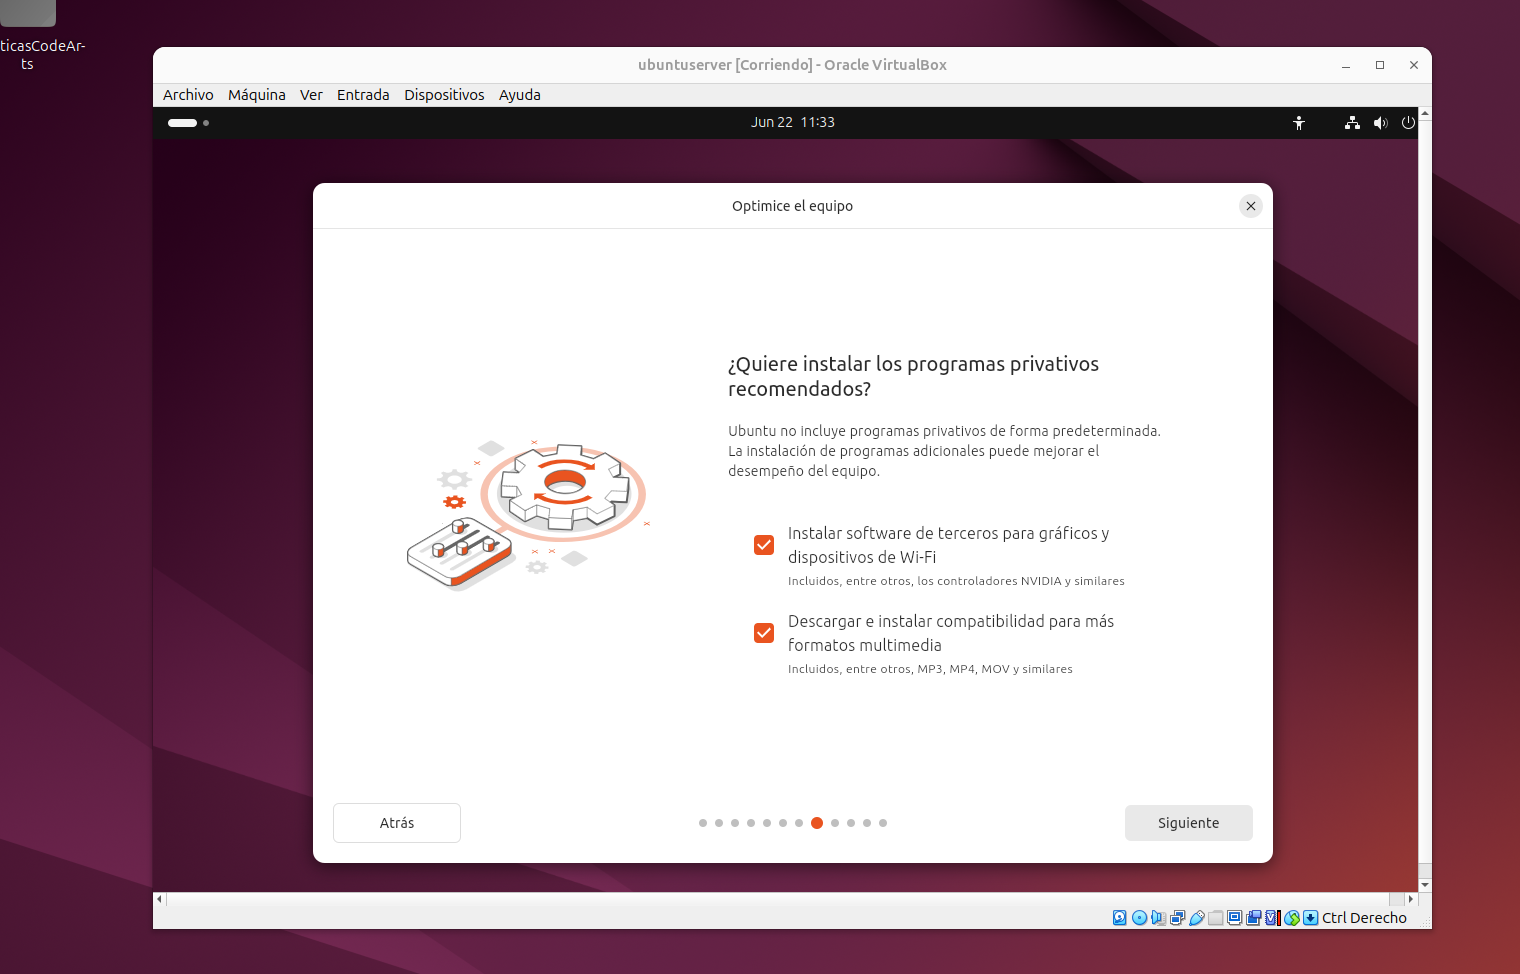 ticasCodeAr-
ts
ubuntuserver [Corriendo] - Oracle VirtualBox
Archivo Máquina Ver Entrada Dispositivos Ayuda
Jun 22 11:33
Optimice el equipo
¿Quiere instalar los programas privativos
recomendados?
Ubuntu no incluye programas privativos de forma predeterminada.
La instalación de programas adicionales puede mejorar el
desempeño del equipo.
Instalar software de terceros para gráficos y
dispositivos de Wi-Fi
Incluidos, entre otros, los controladores NVIDIA y similares
Descargar e instalar compatibilidad para más
formatos multimedia
Incluidos, entre otros, MP3, MP4, MOV y similares
Atrás
Siguiente
Ctrl Derecho